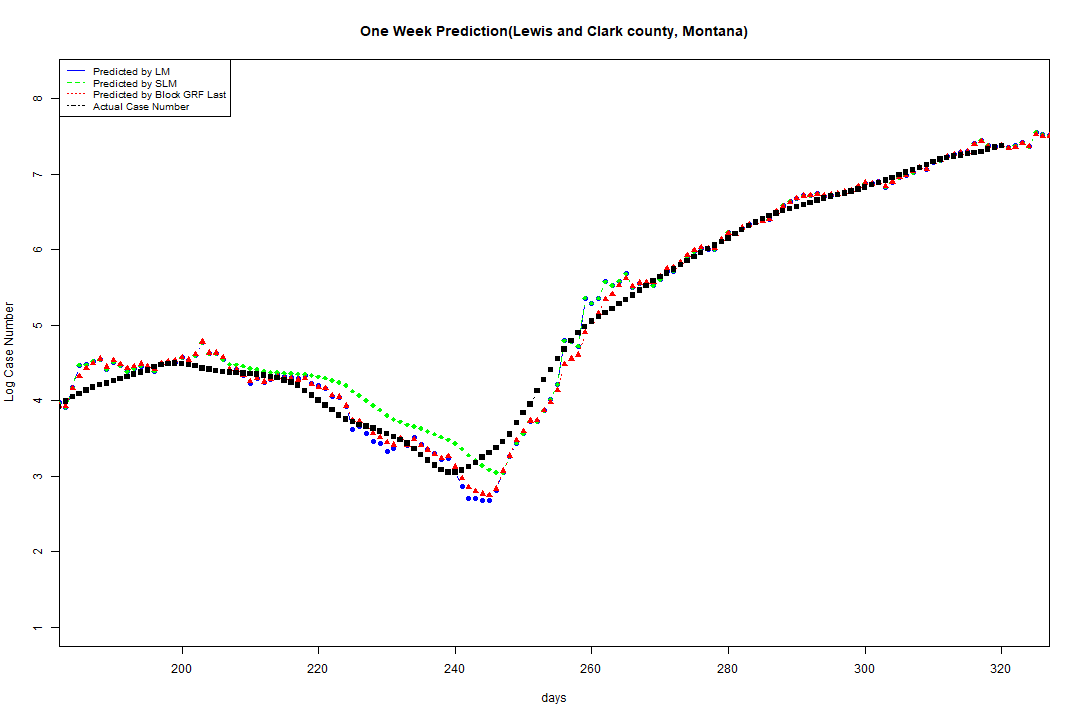 One Week Prediction(Lewis and Clark county, Montana)
Predicted by LM
Predicted by SLM
Predicted by Block GRF Last
Actual Case Number
8
7
6
5
4
3
2
1
Log Case Number
200 220 240 260 280 300 320
days